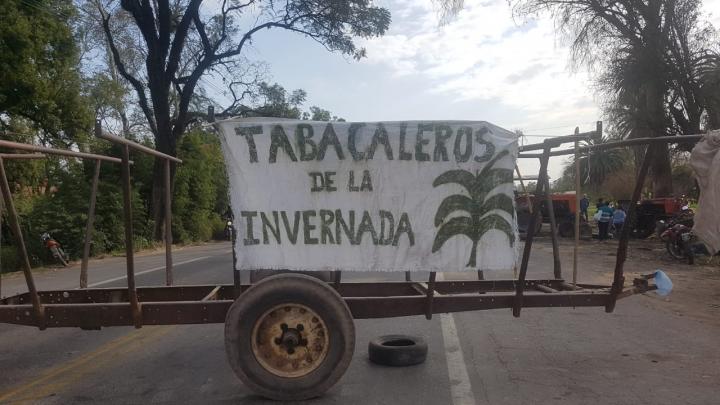 TABACALEROS
DE LA
INVERNADA